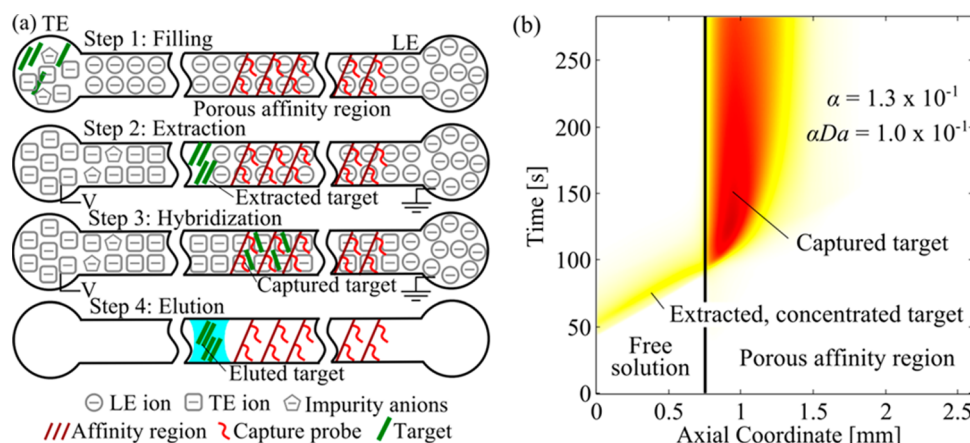 (a) TE
Step 1: Filling
LE
Porous affinity region
Step 2: Extraction
V
Extracted target
Step 3: Hybridization
V
Captured target
Step 4: Elution
Eluted target
LE ion TE ion Impurity anions
Affinity region Capture probe Target
(b)
250
200
150
100
50
0
Time [s]
α = 1.3 x 10⁻¹
αDa = 1.0 x 10⁻¹
Captured target
Extracted, concentrated target
Free
solution
Porous affinity region
0 0.5 1 1.5 2 2.5
Axial Coordinate [mm]